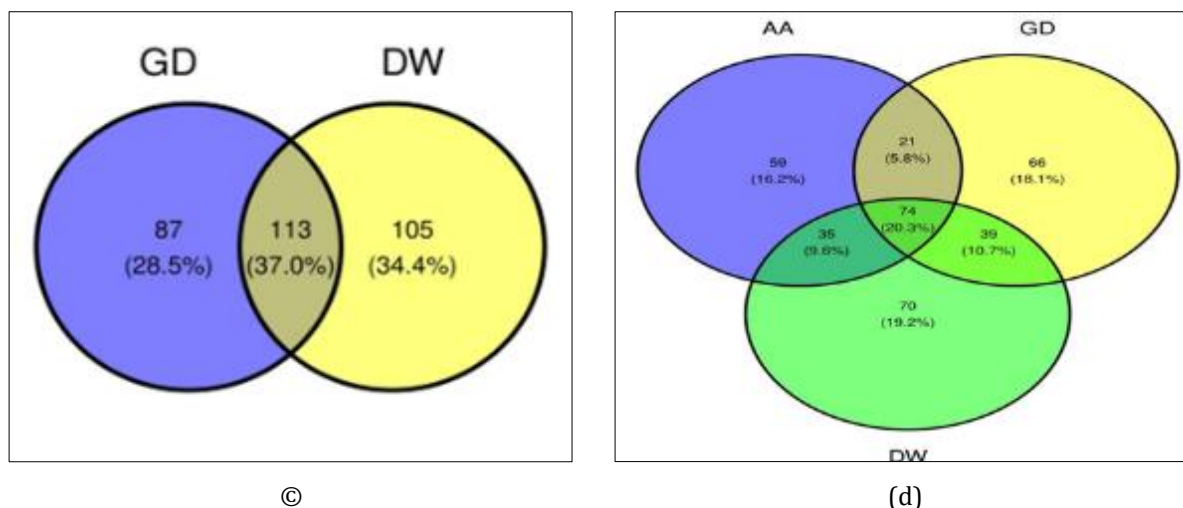 GD DW
87 113 105
(28.5%) (37.0%) (34.4%)
©
AA GD
21
(5.8%)
59 66
(16.2%) (18.1%)
74
(20.3%)
35 39
(9.6%) (10.7%)
70
(19.2%)
DW
(d)